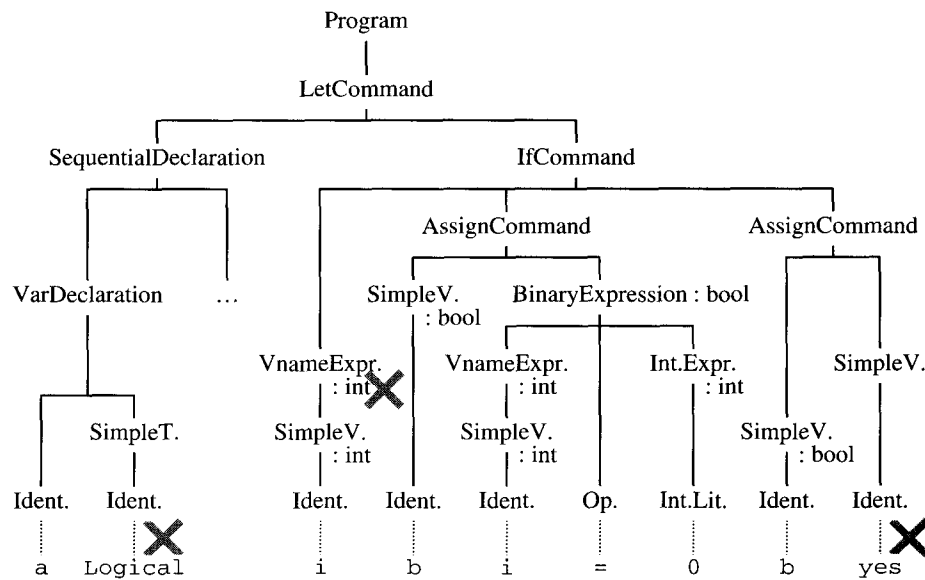 Program
LetCommand
SequentialDeclaration IfCommand
AssignCommand AssignCommand
VarDeclaration ... SimpleV. : bool BinaryExpression : bool
VnameExpr. : int VnameExpr. : int Int.Expr. : int SimpleV.
SimpleT. SimpleV. : int SimpleV. : int SimpleV. : bool
Ident. Ident. Ident. Ident. Ident. Op. Int.Lit. Ident. Ident.
a Logical i b i = 0 b yes